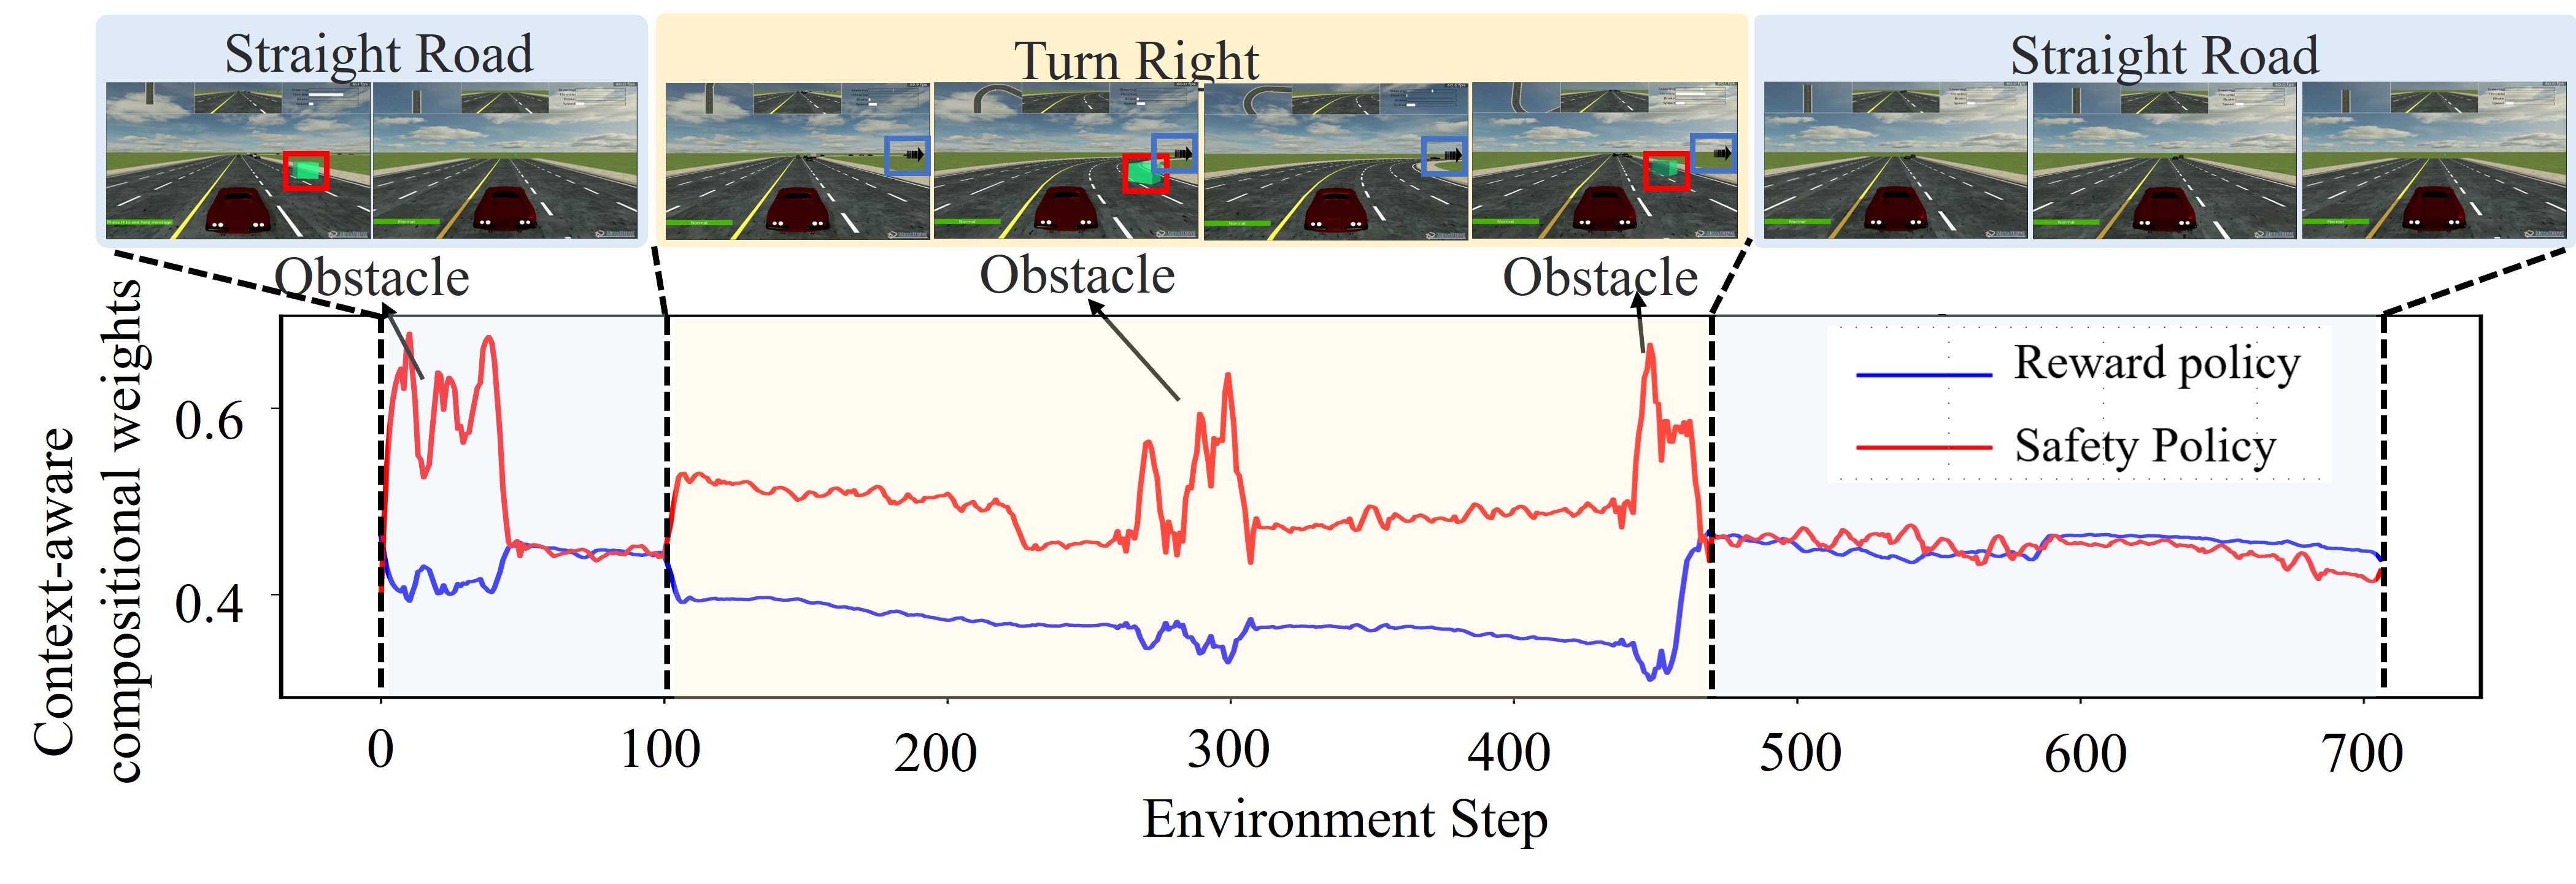 Straight Road
Turn Right
Straight Road
Obstacle
Obstacle
Obstacle
Context-aware
compositional weights
0.6
0.4
Reward policy
Safety Policy
0 100 200 300 400 500 600 700
Environment Step